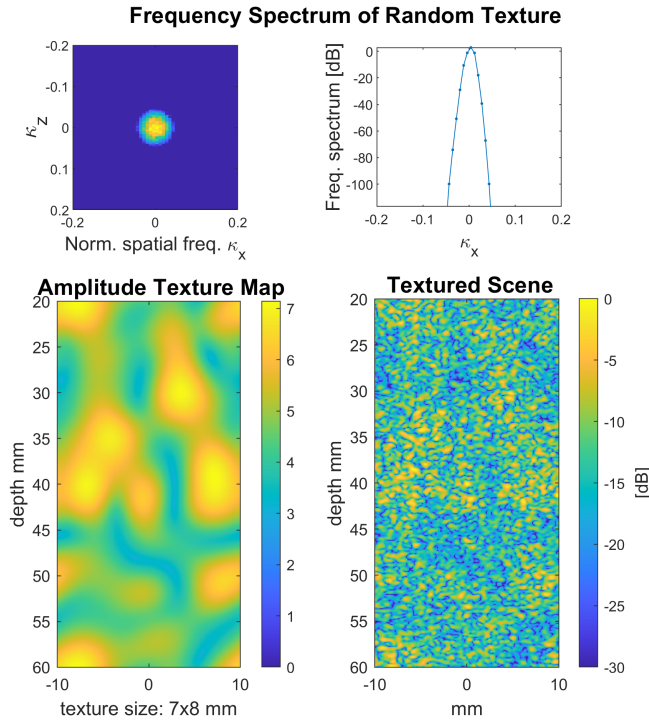 Frequency Spectrum of Random Texture
-0.2
-0.1
0
0.1
0.2
κz
-0.2 0 0.2
Norm. spatial freq. κx
0
-20
-40
-60
-80
-100
Freq. spectrum [dB]
-0.2 -0.1 0 0.1 0.2
κx
Amplitude Texture Map
20
25
30
35
40
45
50
55
60
depth mm
-10 0 10
texture size: 7x8 mm
7
6
5
4
3
2
1
0
Textured Scene
20
25
30
35
40
45
50
55
60
depth mm
-10 0 10
mm
0
-5
-10
-15
-20
-25
-30
[dB]